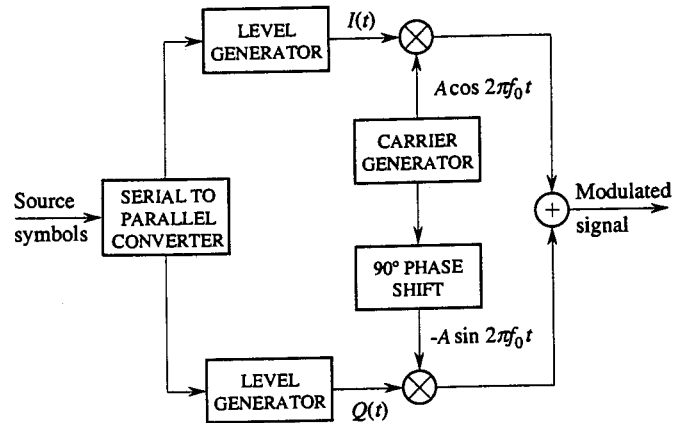 LEVEL
GENERATOR
I(t)
A cos 2πf₀t
CARRIER
GENERATOR
Source
symbols
SERIAL TO
PARALLEL
CONVERTER
+
Modulated
signal
90° PHASE
SHIFT
-A sin 2πf₀t
LEVEL
GENERATOR
Q(t)